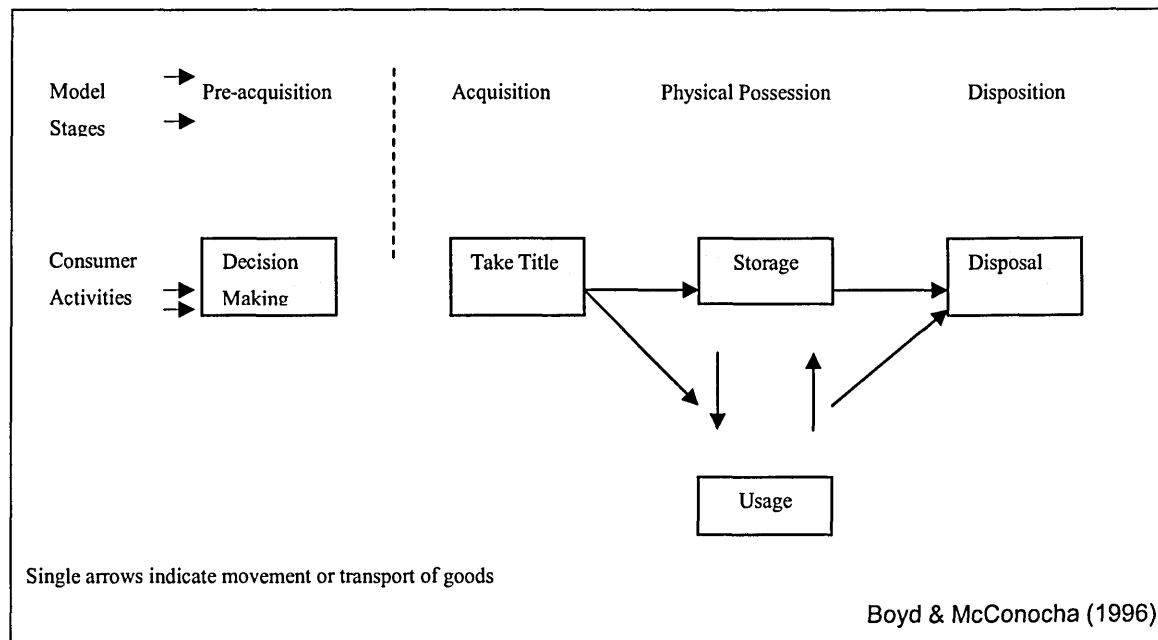 Model Pre-acquisition Acquisition Physical Possession Disposition
Stages
Consumer Decision Take Title Storage Disposal
Activities Making
Usage
Single arrows indicate movement or transport of goods
Boyd & McConocha (1996)